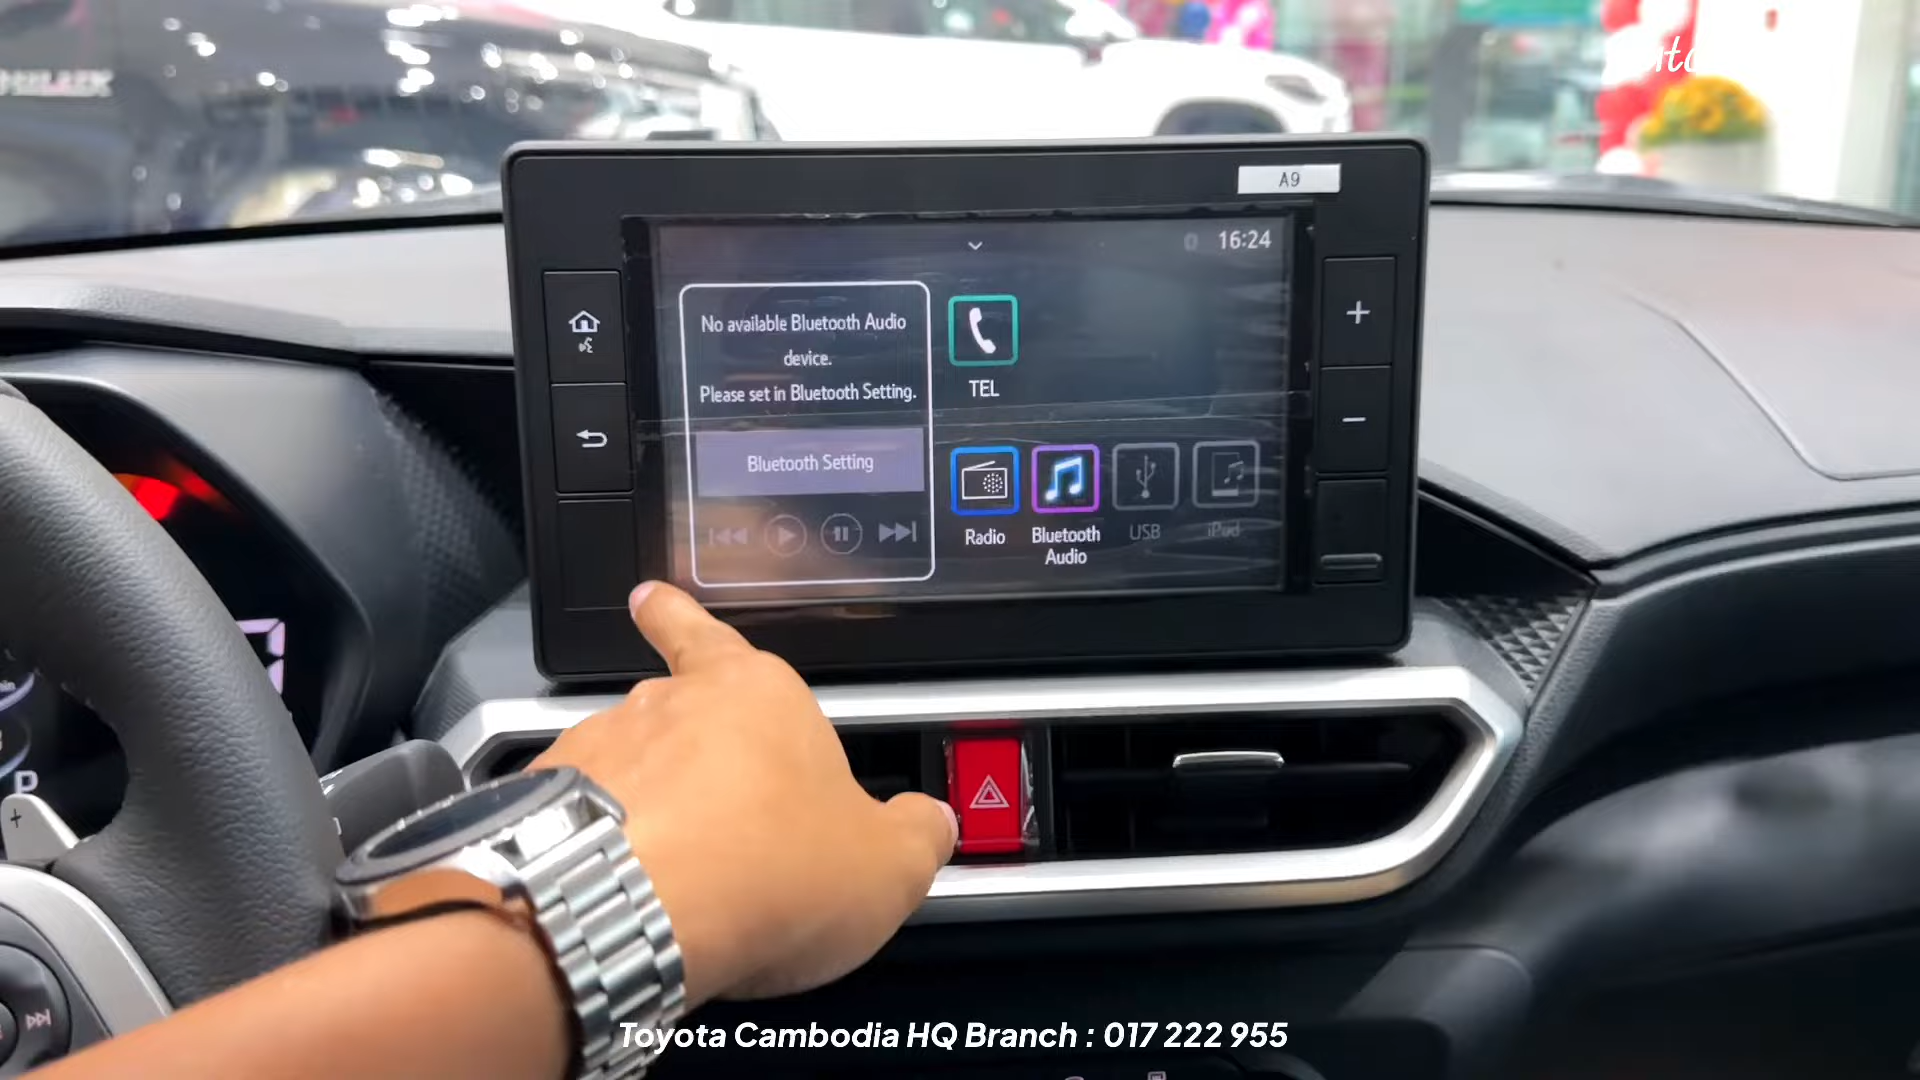 A9
16:24
No available Bluetooth Audio
device.
Please set in Bluetooth Setting.
Bluetooth Setting
TEL
Radio
Bluetooth
Audio
USB
iPod
+
−
P
+
Toyota Cambodia HQ Branch : 017 222 955